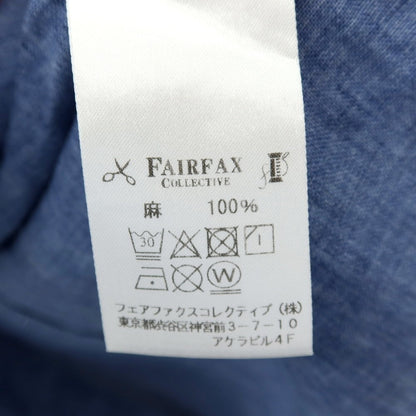 FAIRFAX
COLLECTIVE
麻 100%
30
W
フェアファクスコレクティブ(株)
東京都渋谷区神宮前3-7-10
アケラビル4F